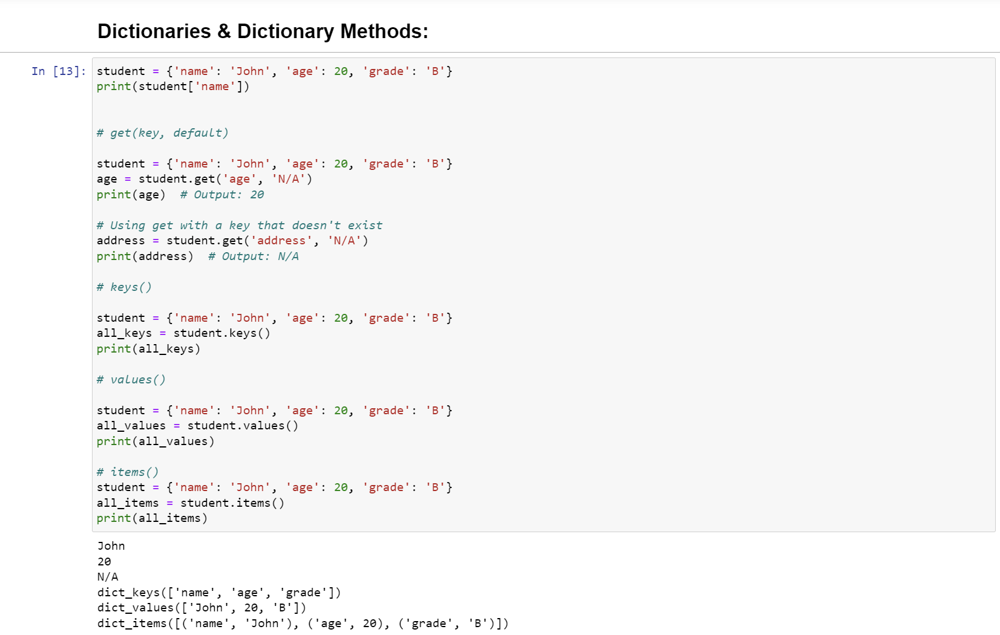 Dictionaries & Dictionary Methods:
In [13]: student = {'name': 'John', 'age': 20, 'grade': 'B'}
print(student['name'])
# get(key, default)
student = {'name': 'John', 'age': 20, 'grade': 'B'}
age = student.get('age', 'N/A')
print(age)  # Output: 20
# Using get with a key that doesn't exist
address = student.get('address', 'N/A')
print(address)  # Output: N/A
# keys()
student = {'name': 'John', 'age': 20, 'grade': 'B'}
all_keys = student.keys()
print(all_keys)
# values()
student = {'name': 'John', 'age': 20, 'grade': 'B'}
all_values = student.values()
print(all_values)
# items()
student = {'name': 'John', 'age': 20, 'grade': 'B'}
all_items = student.items()
print(all_items)
John
20
N/A
dict_keys(['name', 'age', 'grade'])
dict_values(['John', 20, 'B'])
dict_items([('name', 'John'), ('age', 20), ('grade', 'B')])